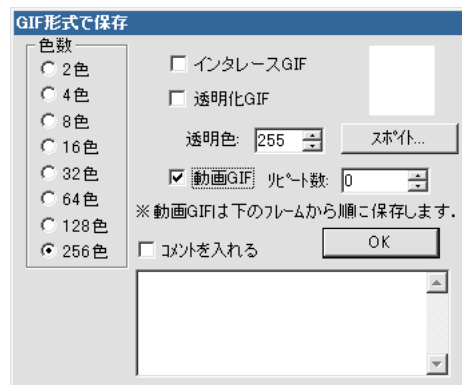 GIF形式で保存
色数
2色
4色
8色
16色
32色
64色
128色
256色
インタレースGIF
透明化GIF
透明色: 255
スポイト...
動画GIF リピート数: 0
※動画GIFは下のフレームから順に保存します.
コメントを入れる
OK